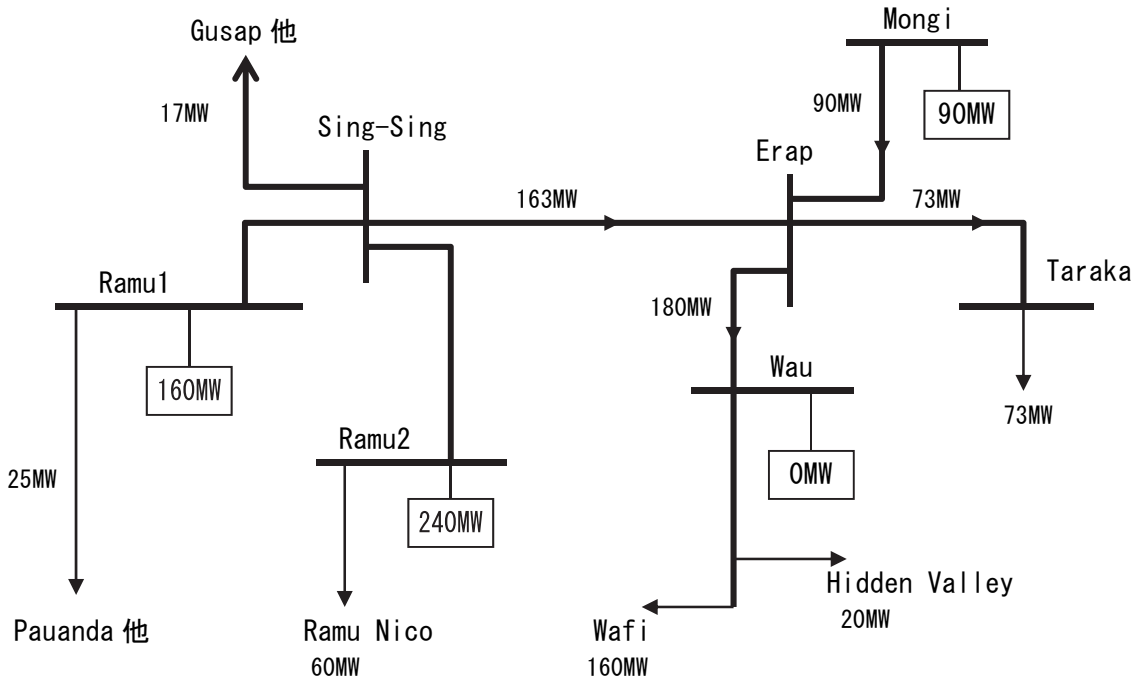 Gusap 他
Mongi
17MW
90MW
90MW
Sing-Sing
Erap
163MW
73MW
Ramu1
Taraka
180MW
160MW
Wau
73MW
Ramu2
25MW
0MW
240MW
Pauanda 他
Ramu Nico
60MW
Wafi
160MW
Hidden Valley
20MW